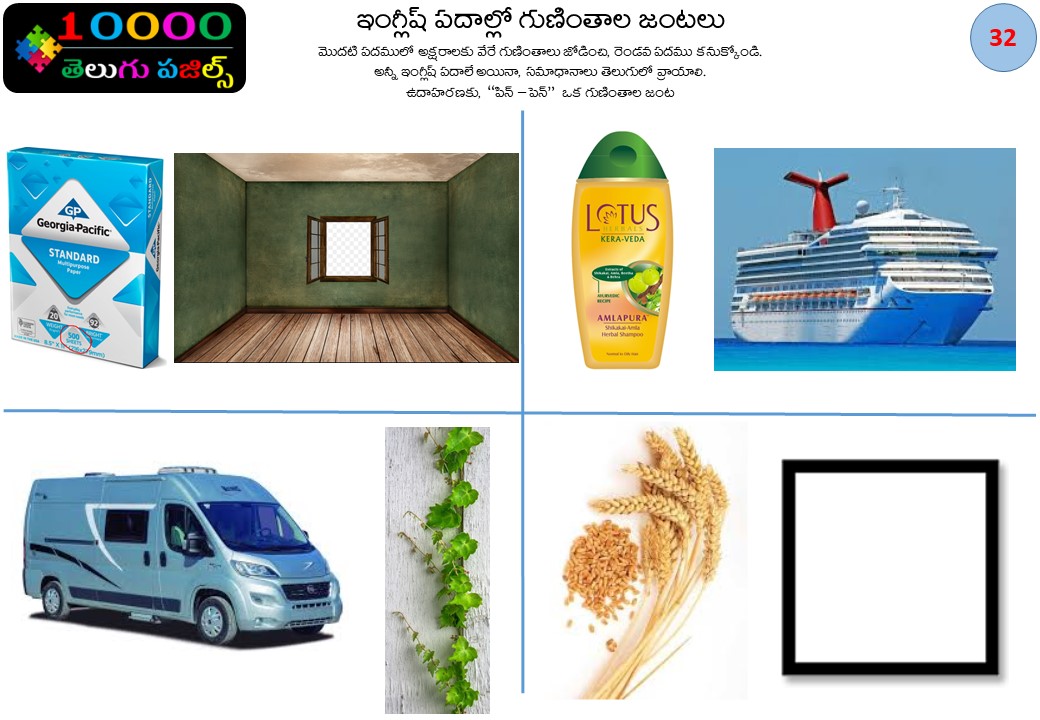 10000
తెలుగు పజిల్స్
ఇంగ్లీష్ పదాల్లో గుణింతాల జంటలు
మొదటి పదములో అక్షరాలకు వేరే గుణింతాలు జోడించి, రెండవ పదము కనుక్కోండి.
అన్నీ ఇంగ్లీష్ పదాలే అయినా, సమాధానాలు తెలుగులో వ్రాయాలి.
ఉదాహరణకు, “పిన్ – పెన్” ఒక గుణింతాల జంట
32
GP
Georgia-Pacific
STANDARD
Multipurpose
Paper
20
WEIGHT
92
500
SHEETS
STANDARD
LOTUS
HERBALS
KERA-VEDA
AYURVEDIC
RECIPE
AMLAPURA
Shikakai-Amla
Herbal Shampoo